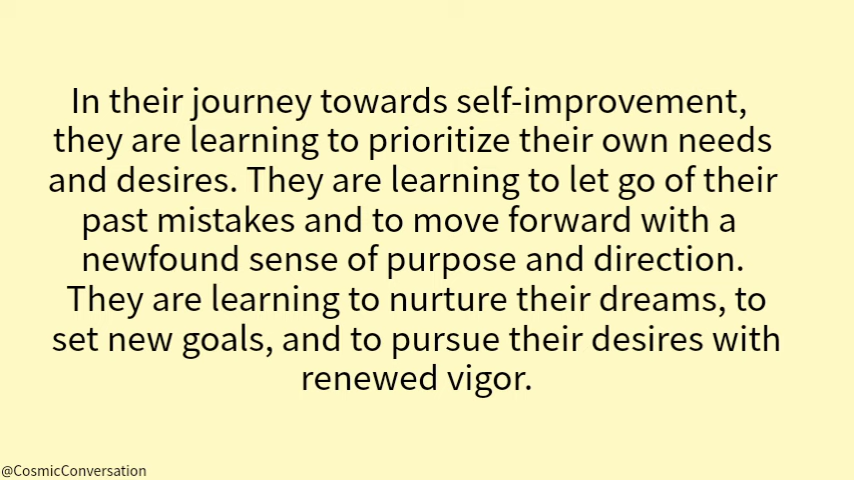 In their journey towards self-improvement,
they are learning to prioritize their own needs
and desires. They are learning to let go of their
past mistakes and to move forward with a
newfound sense of purpose and direction.
They are learning to nurture their dreams, to
set new goals, and to pursue their desires with
renewed vigor.
@CosmicConversation